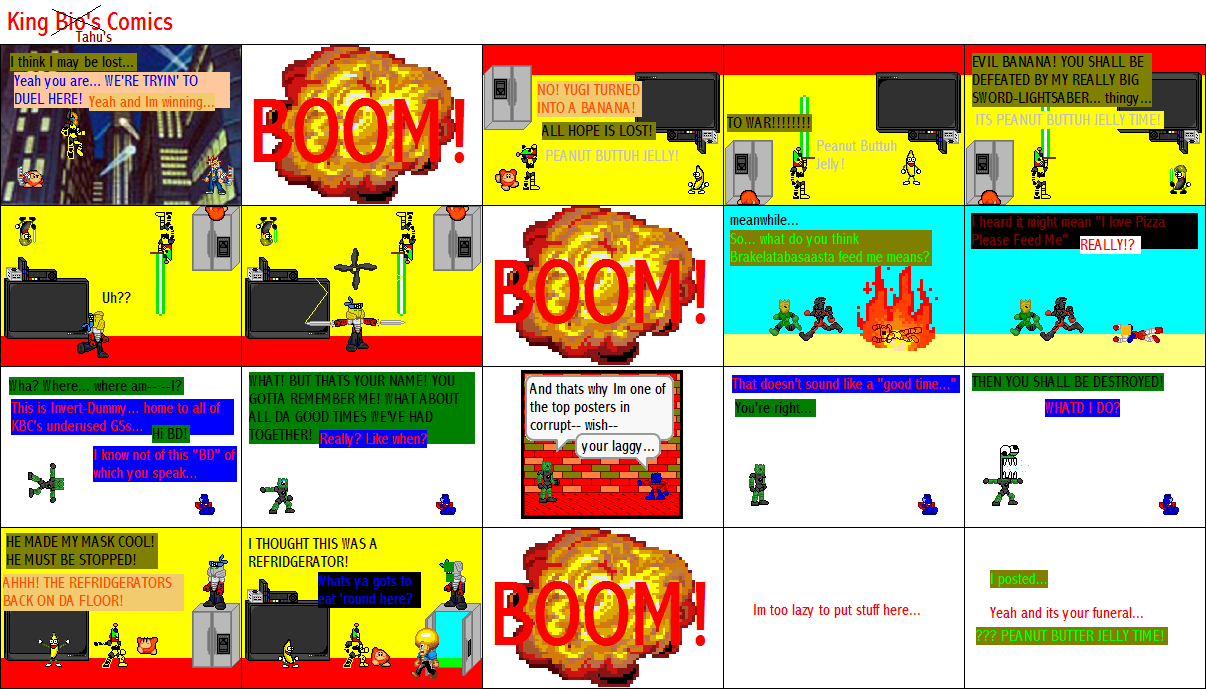 King Bio's Comics
Tahu's
I think I may be lost...
Yeah you are... WE'RE TRYIN' TO
DUEL HERE!
Yeah and Im winning...
BOOM!
NO! YUGI TURNED
INTO A BANANA!
ALL HOPE IS LOST!
PEANUT BUTTUH JELLY!
TO WAR!!!!!!!!
Peanut Buttuh
Jelly!
EVIL BANANA! YOU SHALL BE
DEFEATED BY MY REALLY BIG
SWORD-LIGHTSABER... thingy...
ITS PEANUT BUTTUH JELLY TIME!
Uh??
BOOM!
meanwhile...
So... what do you think
Brakelatabasaasta feed me means?
I heard it might mean "I love Pizza
Please Feed Me"
REALLY!?
Wha? Where... where am-- --I?
This is Invert-Dummy... home to all of
KBC's underused GSs...
Hi BD!
I know not of this "BD" of
which you speak...
WHAT! BUT THATS YOUR NAME! YOU
GOTTA REMEMBER ME! WHAT ABOUT
ALL DA GOOD TIMES WE'VE HAD
TOGETHER!
Really? Like when?
And thats why Im one of
the top posters in
corrupt-- wish--
your laggy...
That doesn't sound like a "good time..."
You're right...
THEN YOU SHALL BE DESTROYED!
WHATD I DO?
HE MADE MY MASK COOL!
HE MUST BE STOPPED!
AHHH! THE REFRIDGERATORS
BACK ON DA FLOOR!
I THOUGHT THIS WAS A
REFRIDGERATOR!
Whats ya gots to
eat 'round here?
BOOM!
Im too lazy to put stuff here...
I posted...
Yeah and its your funeral...
??? PEANUT BUTTER JELLY TIME!